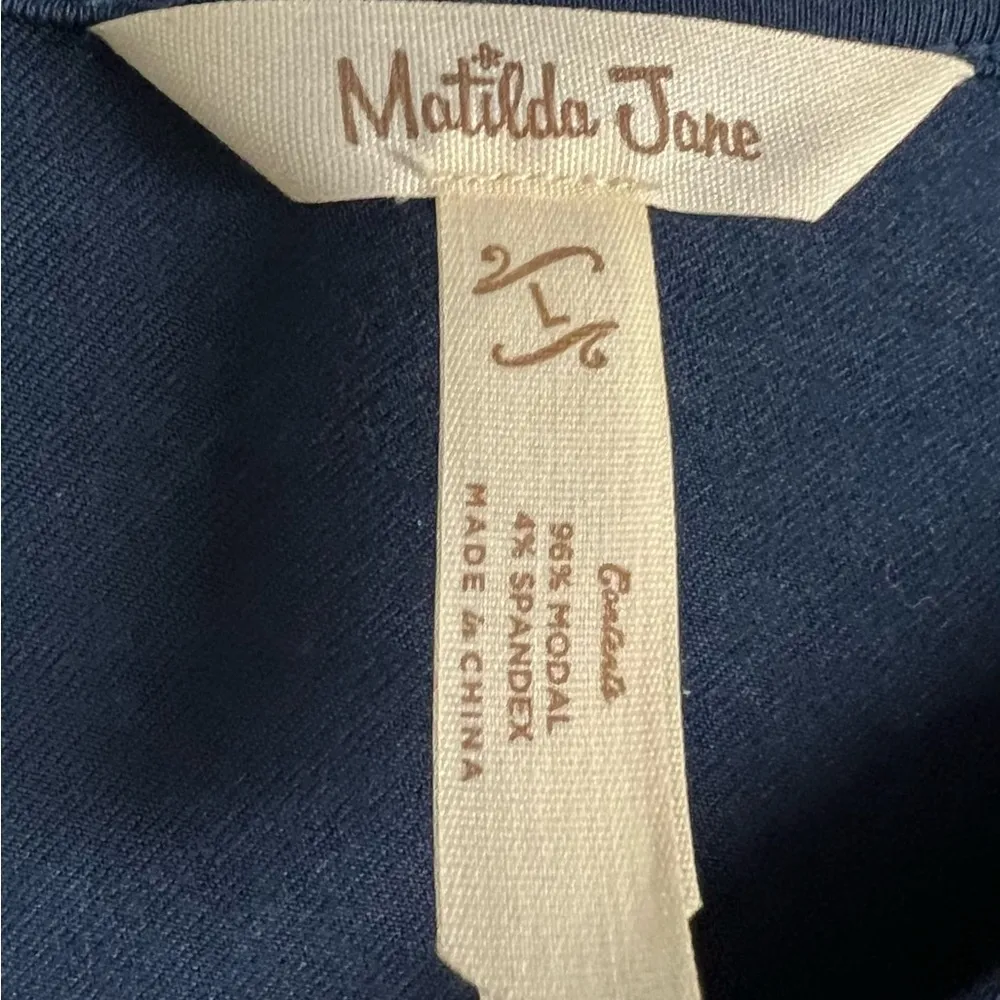 Matilda Jane
L
Contents
96% MODAL
4% SPANDEX
MADE in CHINA